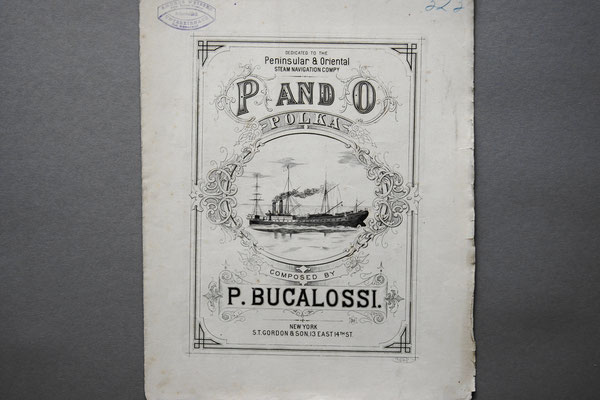 DEDICATED TO THE
Peninsular & Oriental
STEAM NAVIGATION COMPY
P AND O
POLKA
COMPOSED BY
P. BUCALOSSI.
NEW YORK
S.T. GORDON & SON, 13 EAST 14TH ST.